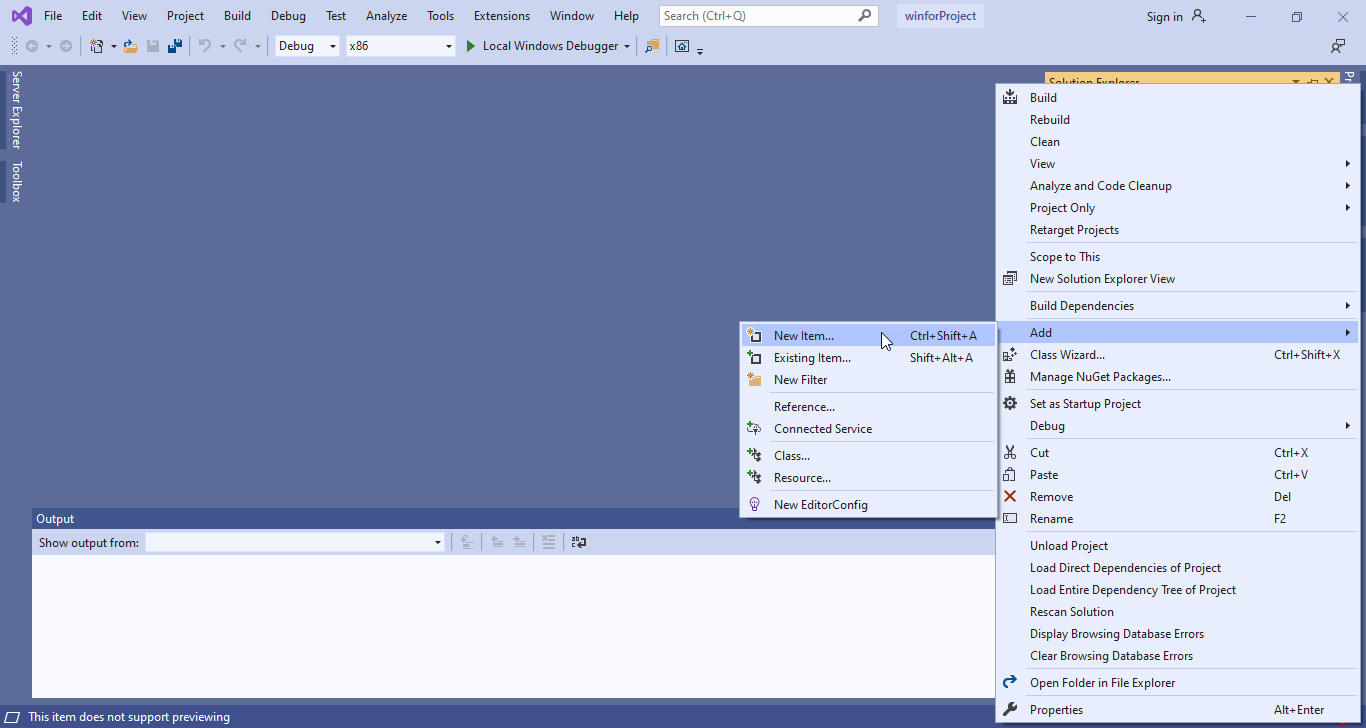 File Edit View Project Build Debug Test Analyze Tools Extensions Window Help Search (Ctrl+Q) winforProject Sign in
Debug x86 Local Windows Debugger
Server Explorer
Toolbox
Solution Explorer
Pr
Build
Rebuild
Clean
View
Analyze and Code Cleanup
Project Only
Retarget Projects
Scope to This
New Solution Explorer View
Build Dependencies
Add
Class Wizard... Ctrl+Shift+X
Manage NuGet Packages...
Set as Startup Project
Debug
Cut Ctrl+X
Paste Ctrl+V
Remove Del
Rename F2
Unload Project
Load Direct Dependencies of Project
Load Entire Dependency Tree of Project
Rescan Solution
Display Browsing Database Errors
Clear Browsing Database Errors
Open Folder in File Explorer
Properties Alt+Enter
New Item... Ctrl+Shift+A
Existing Item... Shift+Alt+A
New Filter
Reference...
Connected Service
Class...
Resource...
New EditorConfig
Output
Show output from:
This item does not support previewing